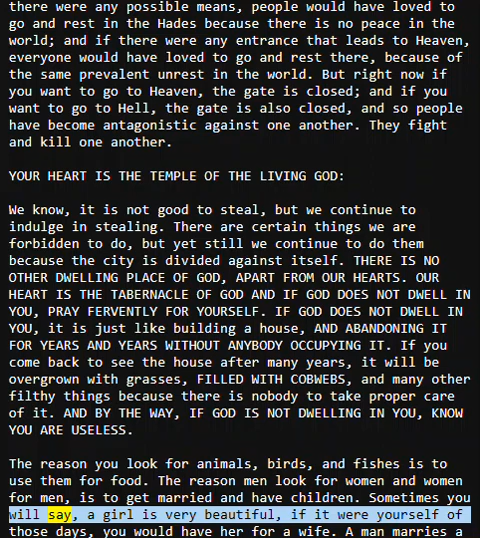 there were any possible means, people would have loved to
go and rest in the Hades because there is no peace in the
world; and if there were any entrance that leads to Heaven,
everyone would have loved to go and rest there, because of
the same prevalent unrest in the world. But right now if
you want to go to Heaven, the gate is closed; and if you
want to go to Hell, the gate is also closed, and so people
have become antagonistic against one another. They fight
and kill one another.
YOUR HEART IS THE TEMPLE OF THE LIVING GOD:
We know, it is not good to steal, but we continue to
indulge in stealing. There are certain things we are
forbidden to do, but yet still we continue to do them
because the city is divided against itself. THERE IS NO
OTHER DWELLING PLACE OF GOD, APART FROM OUR HEARTS. OUR
HEART IS THE TABERNACLE OF GOD AND IF GOD DOES NOT DWELL IN
YOU, PRAY FERVENTLY FOR YOURSELF. IF GOD DOES NOT DWELL IN
YOU, it is just like building a house, AND ABANDONING IT
FOR YEARS AND YEARS WITHOUT ANYBODY OCCUPYING IT. If you
come back to see the house after many years, it will be
overgrown with grasses, FILLED WITH COBWEBS, and many other
filthy things because there is nobody to take proper care
of it. AND BY THE WAY, IF GOD IS NOT DWELLING IN YOU, KNOW
YOU ARE USELESS.
The reason you look for animals, birds, and fishes is to
use them for food. The reason men look for women and women
for men, is to get married and have children. Sometimes you
will say, a girl is very beautiful, if it were yourself of
those days, you would have her for a wife. A man marries a